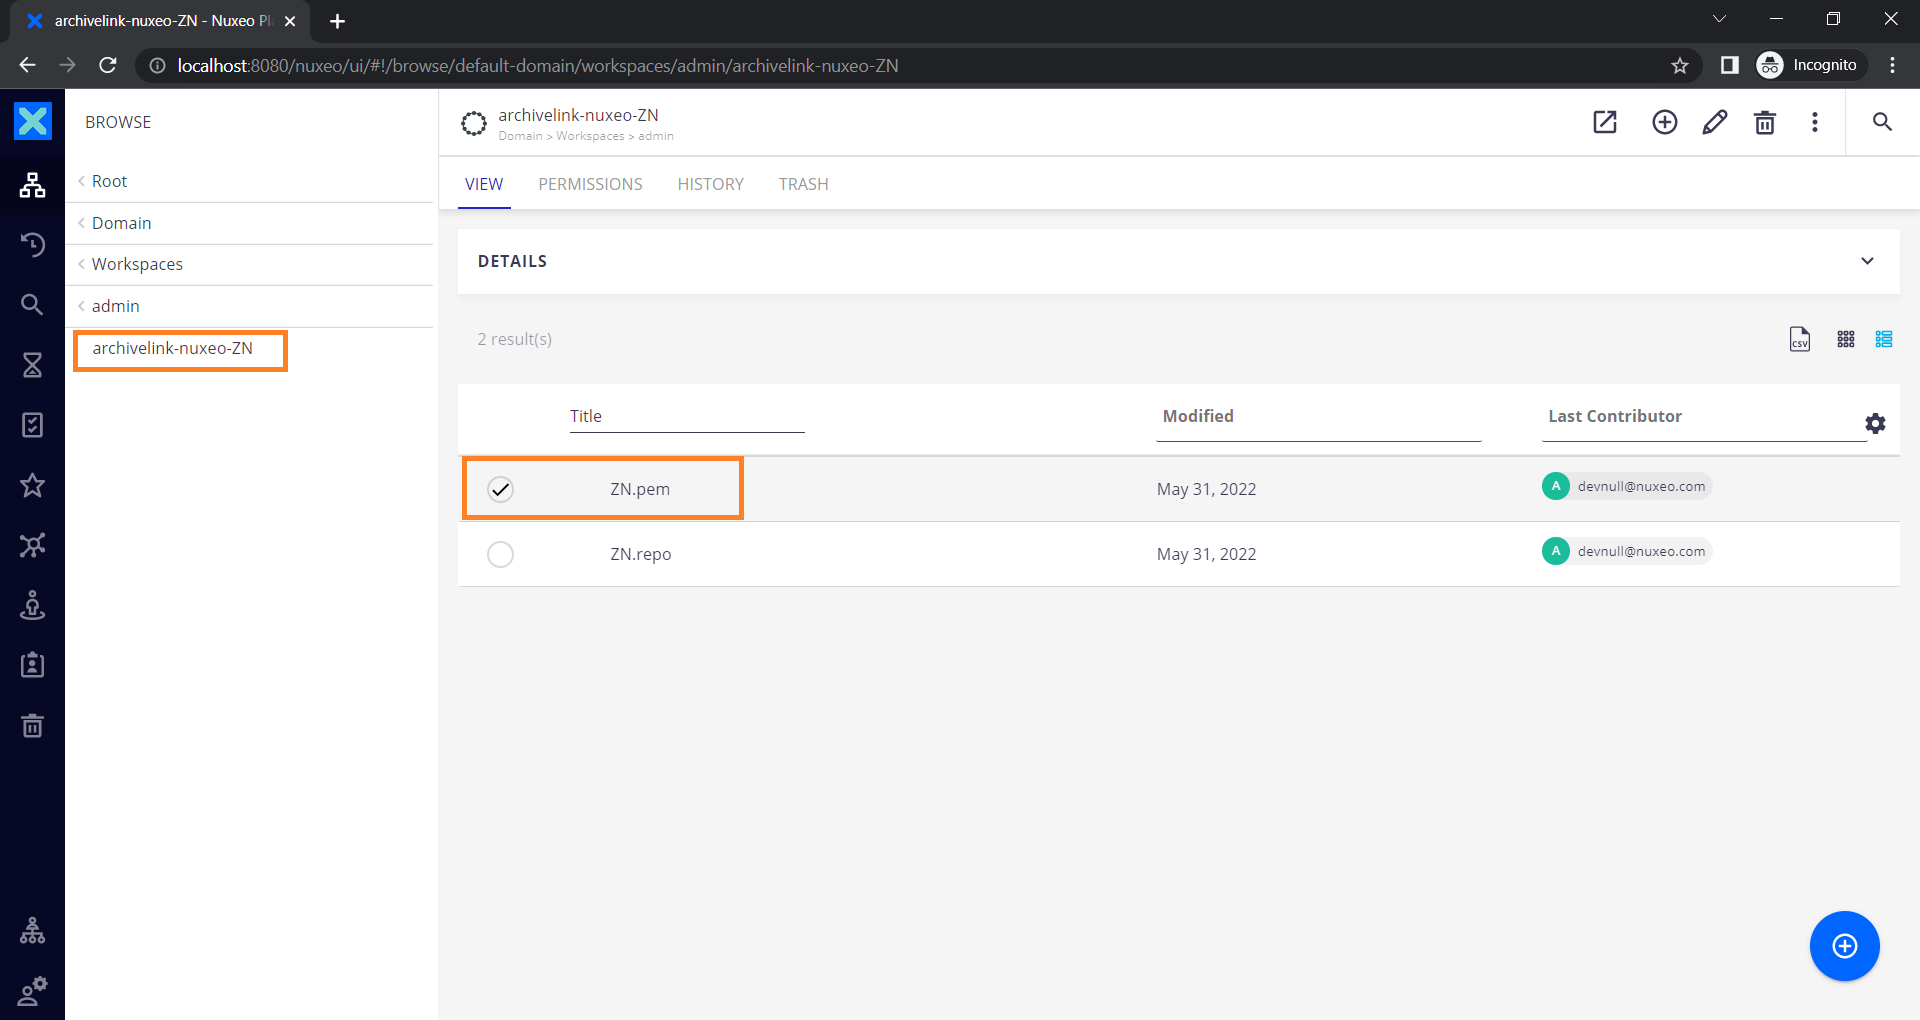 archivelink-nuxeo-ZN - Nuxeo Pl
localhost:8080/nuxeo/ui/#!/browse/default-domain/workspaces/admin/archivelink-nuxeo-ZN
Incognito
BROWSE
Root
Domain
Workspaces
admin
archivelink-nuxeo-ZN
archivelink-nuxeo-ZN
Domain > Workspaces > admin
VIEW PERMISSIONS HISTORY TRASH
DETAILS
2 result(s)
CSV
Title Modified Last Contributor
ZN.pem May 31, 2022 A devnull@nuxeo.com
ZN.repo May 31, 2022 A devnull@nuxeo.com